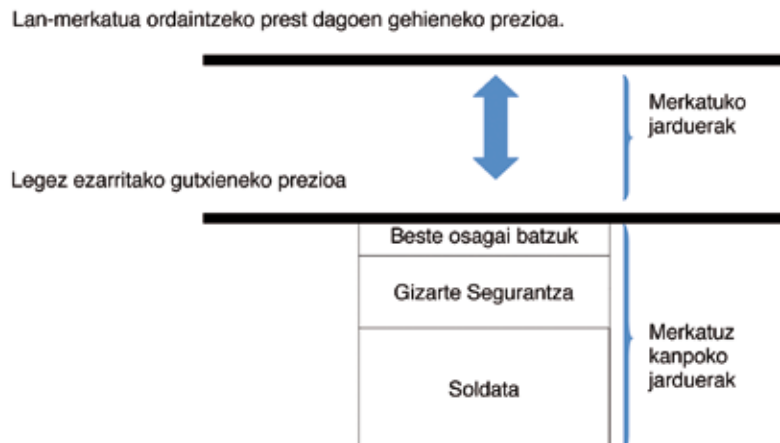 Lan-merkatua ordaintzeko prest dagoen gehieneko prezioa.
Merkatuko
jarduerak
Legez ezarritako gutxieneko prezioa
Beste osagai batzuk
Gizarte Segurantza
Merkatuz
kanpoko
jarduerak
Soldata